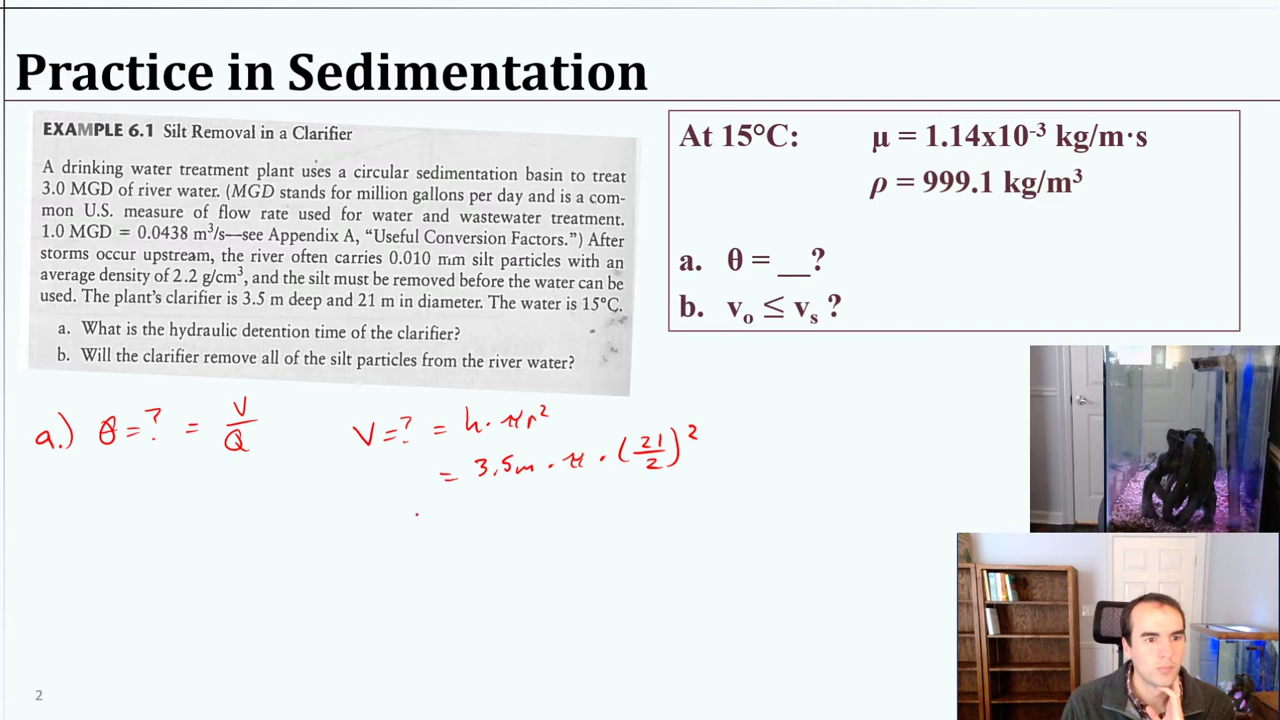 Practice in Sedimentation
EXAMPLE 6.1 Silt Removal in a Clarifier
A drinking water treatment plant uses a circular sedimentation basin to treat
3.0 MGD of river water. (MGD stands for million gallons per day and is a com-
mon U.S. measure of flow rate used for water and wastewater treatment.
1.0 MGD = 0.0438 m³/s—see Appendix A, “Useful Conversion Factors.”) After
storms occur upstream, the river often carries 0.010 mm silt particles with an
average density of 2.2 g/cm³, and the silt must be removed before the water can be
used. The plant’s clarifier is 3.5 m deep and 21 m in diameter. The water is 15°C.
a. What is the hydraulic detention time of the clarifier?
b. Will the clarifier remove all of the silt particles from the river water?
At 15°C: μ = 1.14x10⁻³ kg/m·s
ρ = 999.1 kg/m³
a. θ = __?
b. vₒ ≤ vₛ ?
a.) θ = ? = V/Q
V = ? = h · πr²
= 3.5m · π · (21/2)²
2